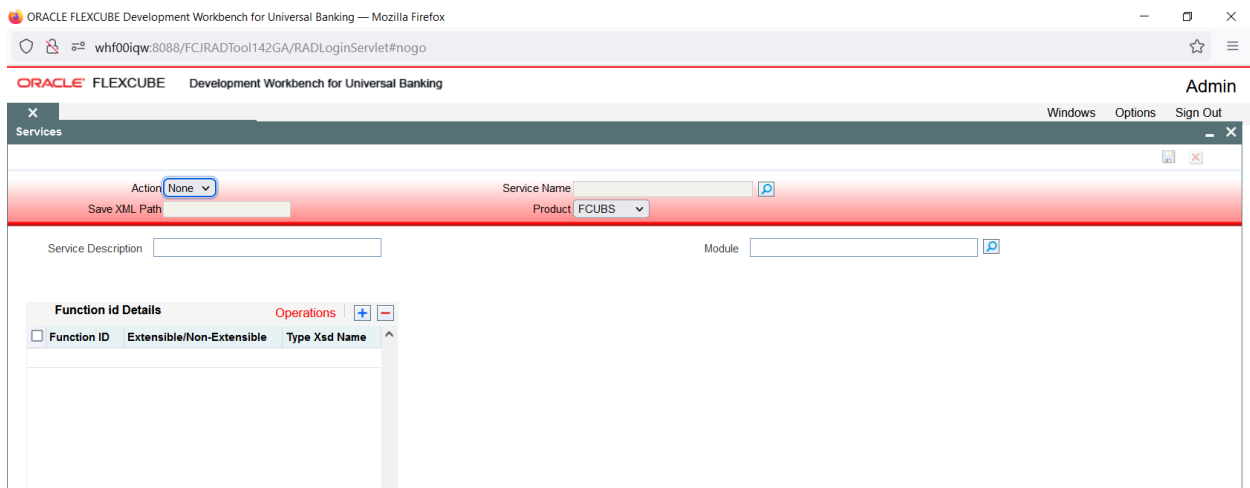 ORACLE FLEXCUBE Development Workbench for Universal Banking — Mozilla Firefox
whf00iqw:8088/FCJRADTool142GA/RADLoginServlet#nogo
ORACLE FLEXCUBE Development Workbench for Universal Banking Admin
Windows Options Sign Out
Services
Action None Service Name
Save XML Path Product FCUBS
Service Description Module
Function id Details Operations
Function ID Extensible/Non-Extensible Type Xsd Name